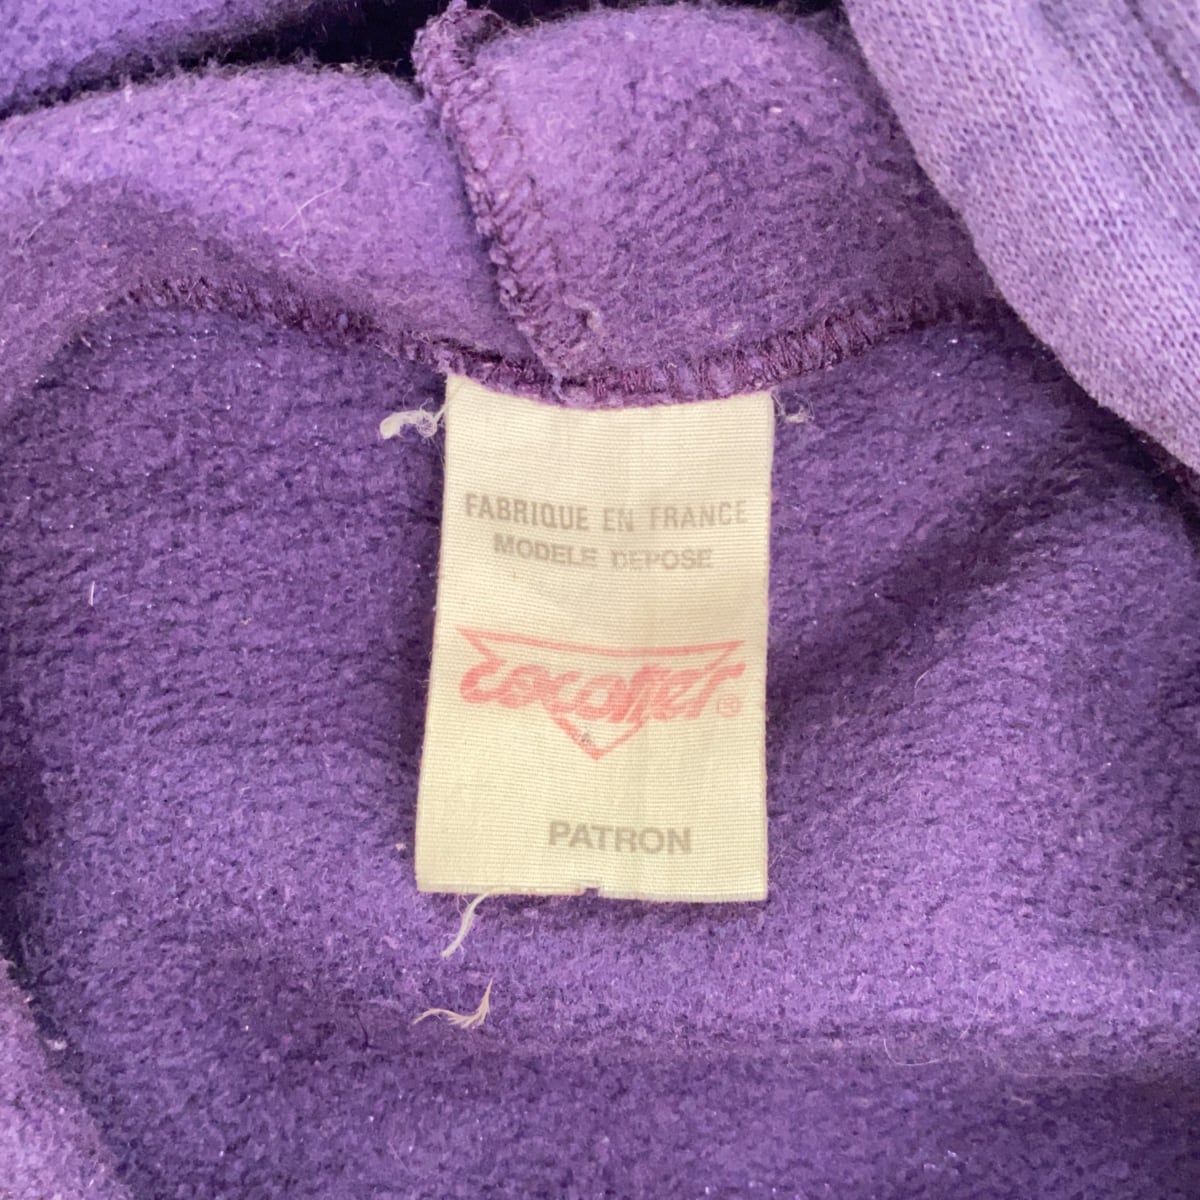 FABRIQUE EN FRANCE
MODELE DEPOSE
®
PATRON